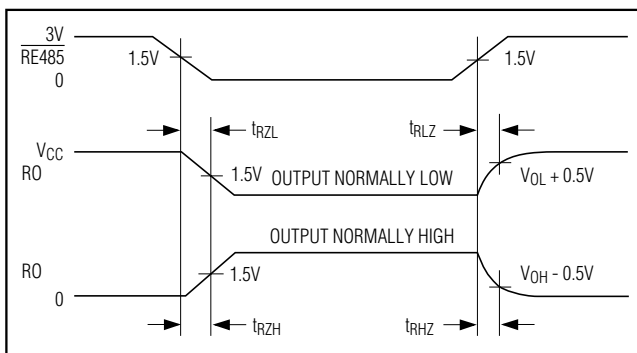 3V
RE485
0
1.5V
1.5V
tRZL
tRLZ
VCC
RO
1.5V
OUTPUT NORMALLY LOW
VOL + 0.5V
OUTPUT NORMALLY HIGH
RO
0
1.5V
VOH - 0.5V
tRZH
tRHZ